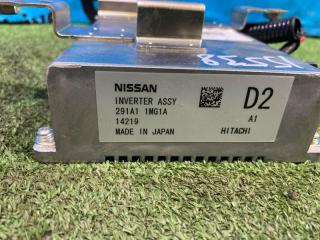 NISSAN
INVERTER ASSY
291A1 1MG1A
14219
MADE IN JAPAN
D2
A1
HITACHI